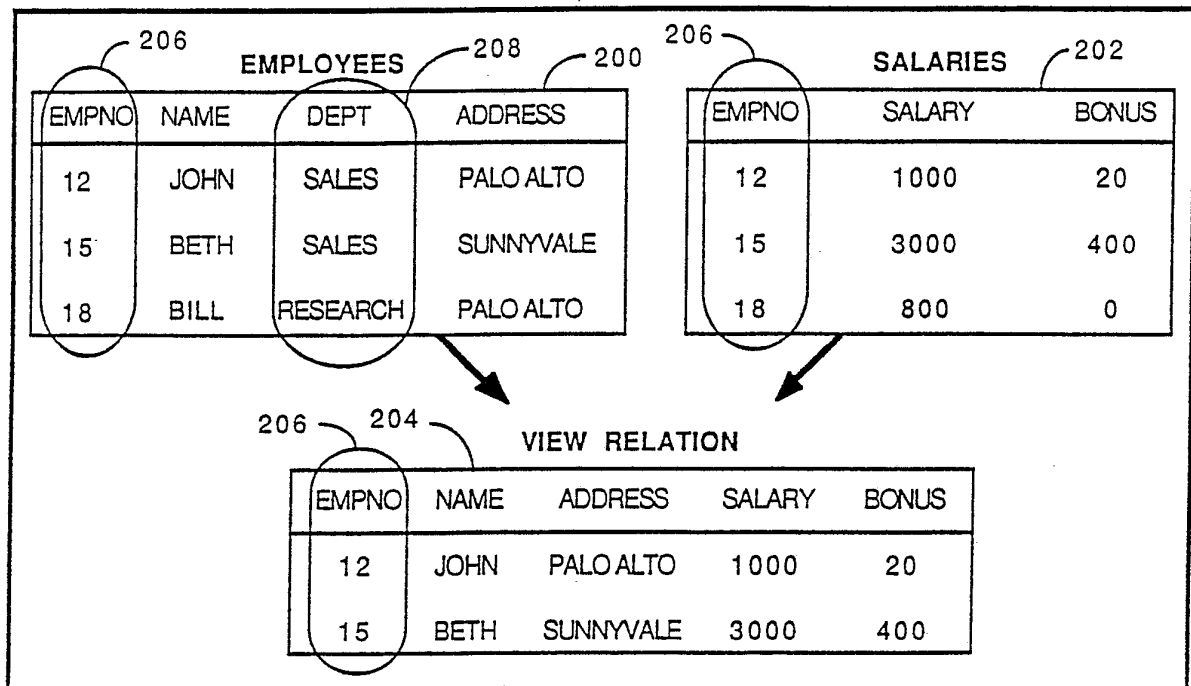 206 208 200 206 202
EMPLOYEES SALARIES
EMPNO NAME DEPT ADDRESS
12 JOHN SALES PALO ALTO
15 BETH SALES SUNNYVALE
18 BILL RESEARCH PALO ALTO
EMPNO SALARY BONUS
12 1000 20
15 3000 400
18 800 0
206 204
VIEW RELATION
EMPNO NAME ADDRESS SALARY BONUS
12 JOHN PALO ALTO 1000 20
15 BETH SUNNYVALE 3000 400